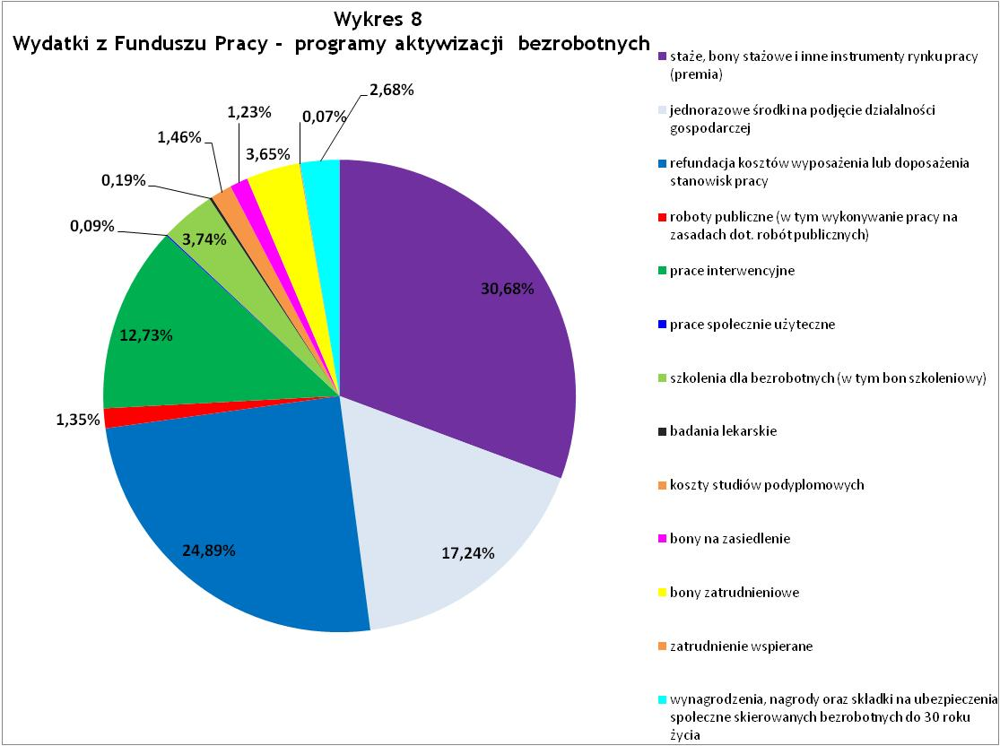 Wykres 8
Wydatki z Funduszu Pracy - programy aktywizacji bezrobotnych
2,68%
0,07%
1,23%
1,46%
3,65%
0,19%
0,09%
3,74%
30,68%
12,73%
1,35%
24,89%
17,24%
staże, bony stażowe i inne instrumenty rynku pracy
(premia)
jednorazowe środki na podjęcie działalności
gospodarczej
refundacja kosztów wyposażenia lub doposażenia
stanowisk pracy
roboty publiczne (w tym wykonywanie pracy na
zasadach dot. robót publicznych)
prace interwencyjne
prace społecznie użyteczne
szkolenia dla bezrobotnych (w tym bon szkoleniowy)
badania lekarskie
koszty studiów podyplomowych
bony na zasiedlenie
bony zatrudnieniowe
zatrudnienie wspierane
wynagrodzenia, nagrody oraz składki na ubezpieczenia
społeczne skierowanych bezrobotnych do 30 roku
życia